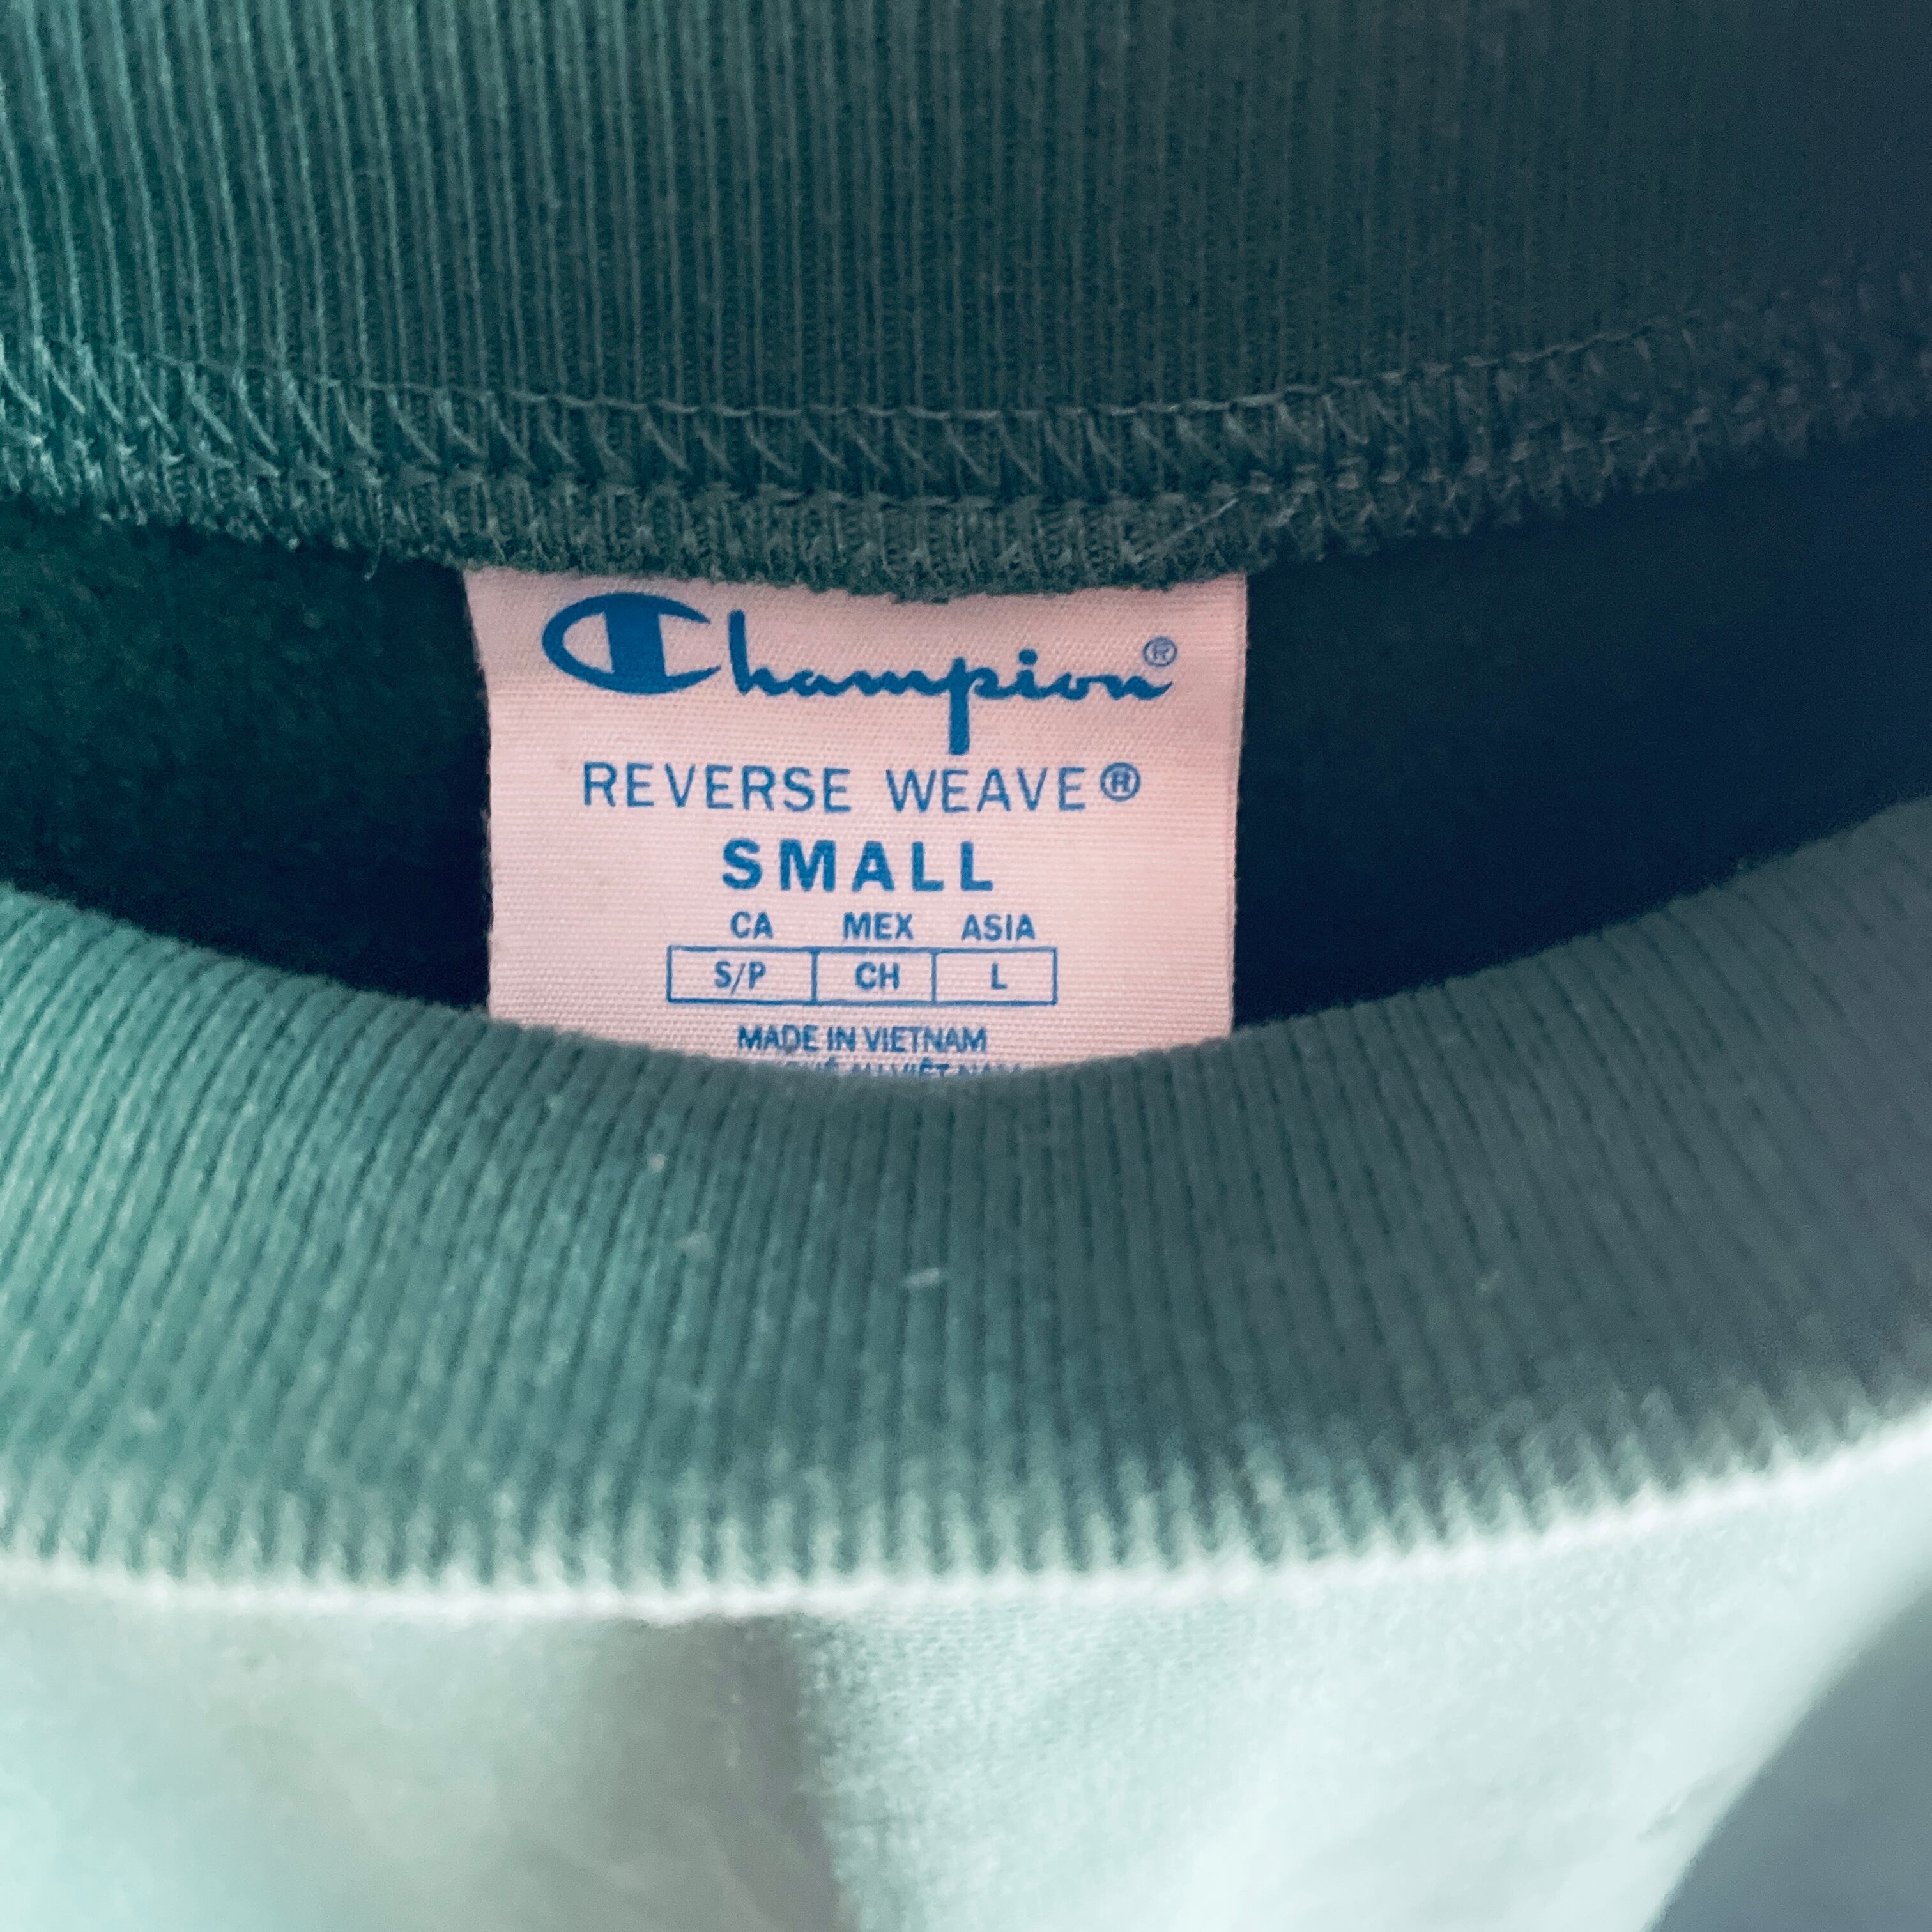 Champion®
REVERSE WEAVE®
SMALL
CA MEX ASIA
S/P CH L
MADE IN VIETNAM